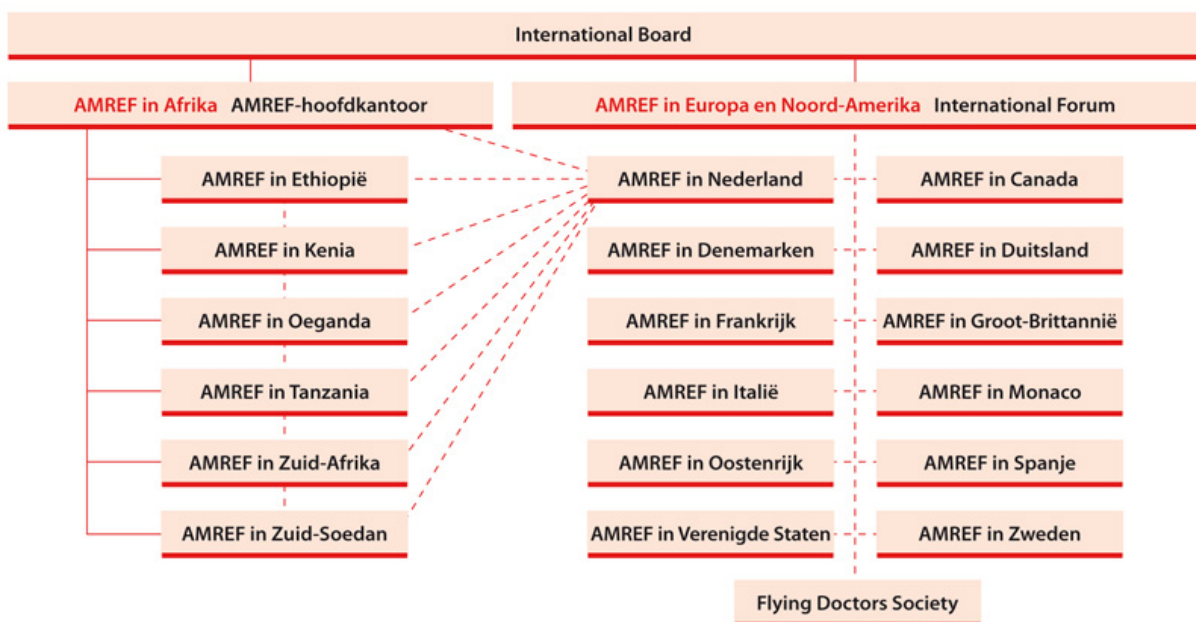 International Board
AMREF in Afrika AMREF-hoofdkantoor
AMREF in Europa en Noord-Amerika International Forum
AMREF in Ethiopië
AMREF in Nederland
AMREF in Canada
AMREF in Kenia
AMREF in Denemarken
AMREF in Duitsland
AMREF in Oeganda
AMREF in Frankrijk
AMREF in Groot-Brittannië
AMREF in Tanzania
AMREF in Italië
AMREF in Monaco
AMREF in Zuid-Afrika
AMREF in Oostenrijk
AMREF in Spanje
AMREF in Zuid-Soedan
AMREF in Verenigde Staten
AMREF in Zweden
Flying Doctors Society